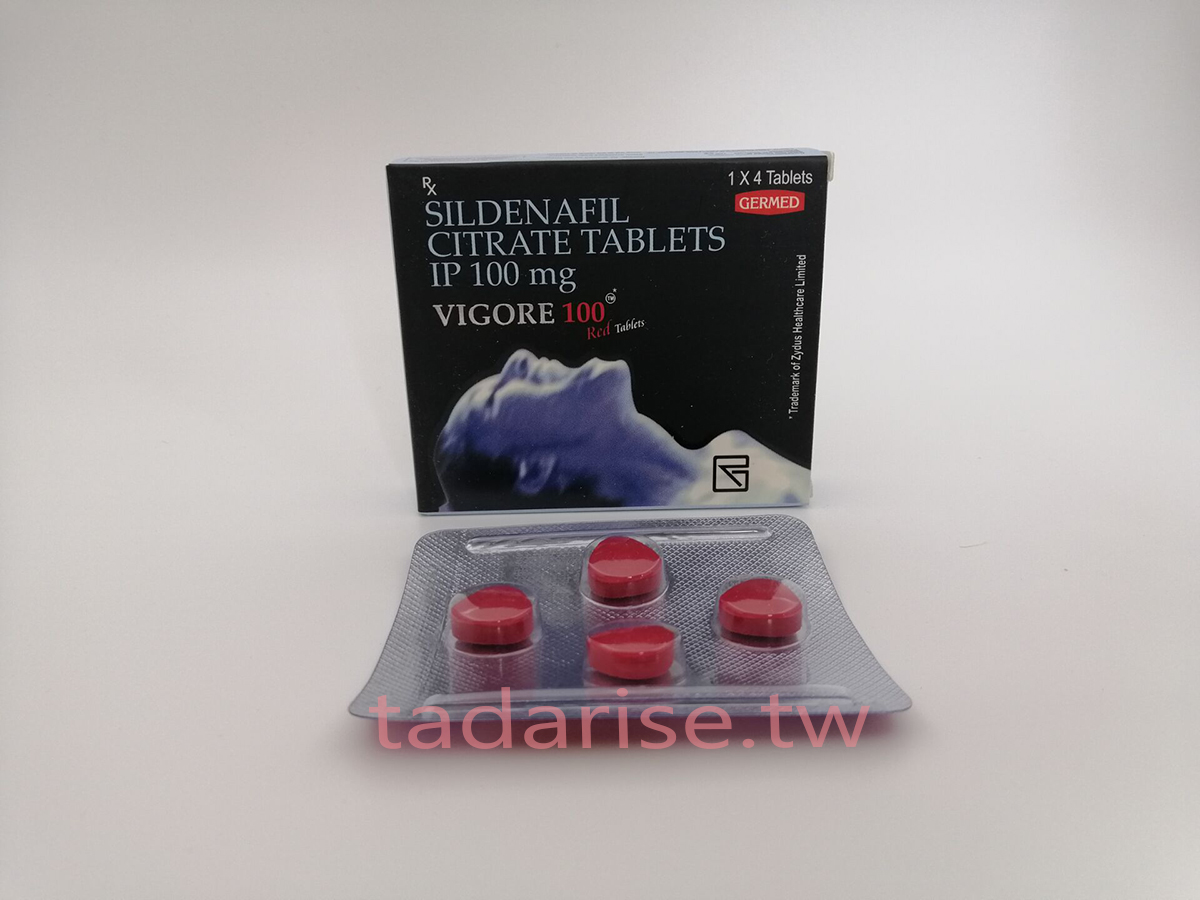 Rx
SILDENAFIL
CITRATE TABLETS
IP 100 mg
VIGORE 100™*
Red Tablets
1 X 4 Tablets
GERMED
* Trademark of Zydus Healthcare Limited
tadarise.tw